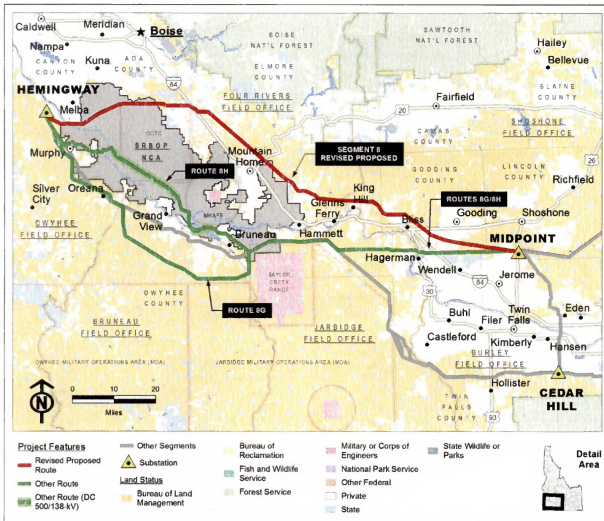 Caldwell
Meridian
Boise
Nampa
Kuna
CANYON
COUNTY
ADA
COUNTY
84
BOISE
NAT'L FOREST
SAWTOOTH
NAT'L FOREST
ELMORE
COUNTY
Hailey
Bellevue
BLAINE
COUNTY
HEMINGWAY
Melba
FOUR RIVERS
FIELD OFFICE
Fairfield
20
CAMAS
COUNTY
SHOSHONE
FIELD OFFICE
SRBOP
NCA
Murphy
ROUTE 8H
Mountain
Home
SEGMENT 8
REVISED PROPOSED
GOODING
COUNTY
LINCOLN
COUNTY
26
Richfield
Silver
City
Oreana
King
Hill
Glenns
Ferry
Bliss
Gooding
Shoshone
ROUTES 8G/8H
OWYHEE
FIELD OFFICE
Grand
View
Bruneau
Hammett
MIDPOINT
Hagerman
Wendell
Jerome
84
30
SAYLOR
CREEK
RANGE
OWYHEE
COUNTY
ROUTE 8G
BRUNEAU
FIELD OFFICE
JARBIDGE
FIELD OFFICE
Buhl
Filer
Twin
Falls
Eden
Kimberly
Hansen
Castleford
BURLEY
FIELD OFFICE
OWYHEE MILITARY OPERATIONS AREA (MOA)
JARBIDGE MILITARY OPERATIONS AREA (MOA)
Hollister
CEDAR
HILL
TWIN
FALLS
COUNTY
93
N
0 10 20
Miles
Project Features
Revised Proposed
Route
Other Route
Other Route (DC
500/138-kV)
Other Segments
Substation
Land Status
Bureau of Land
Management
Bureau of
Reclamation
Fish and Wildlife
Service
Forest Service
Military or Corps of
Engineers
National Park Service
Other Federal
Private
State
State Wildlife or
Parks
Detail
Area